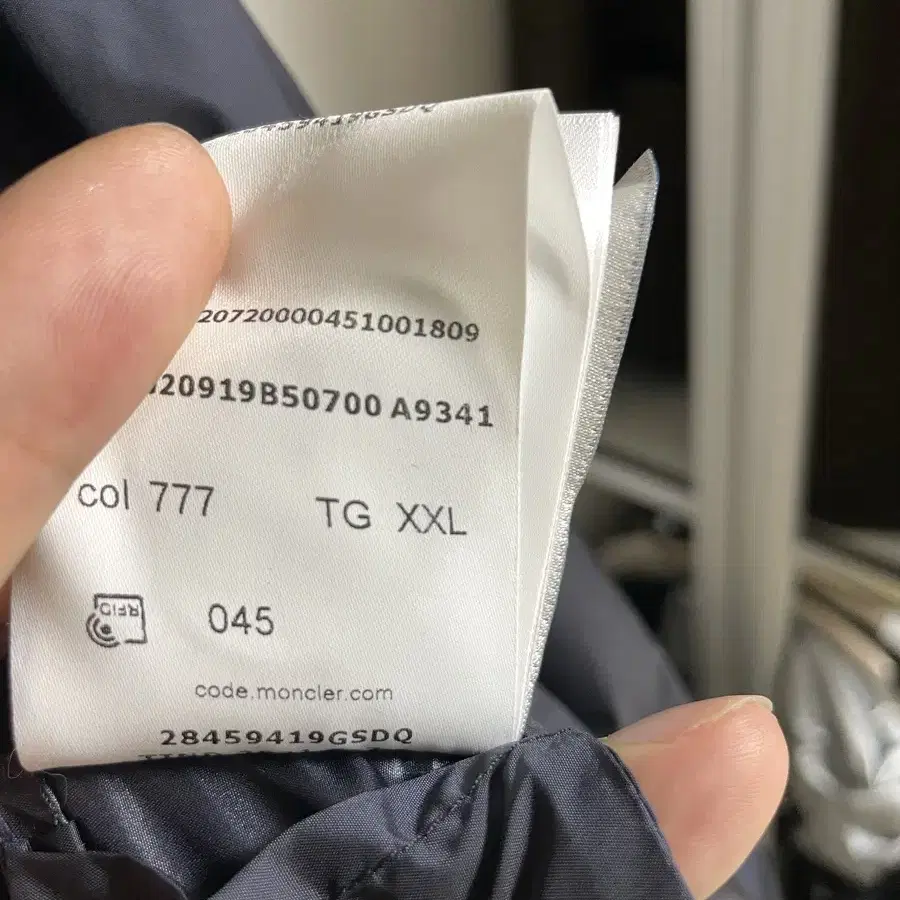 20720000451001809
20919B50700 A9341
col 777 TG XXL
RFID 045
code.moncler.com
28459419GSDQ